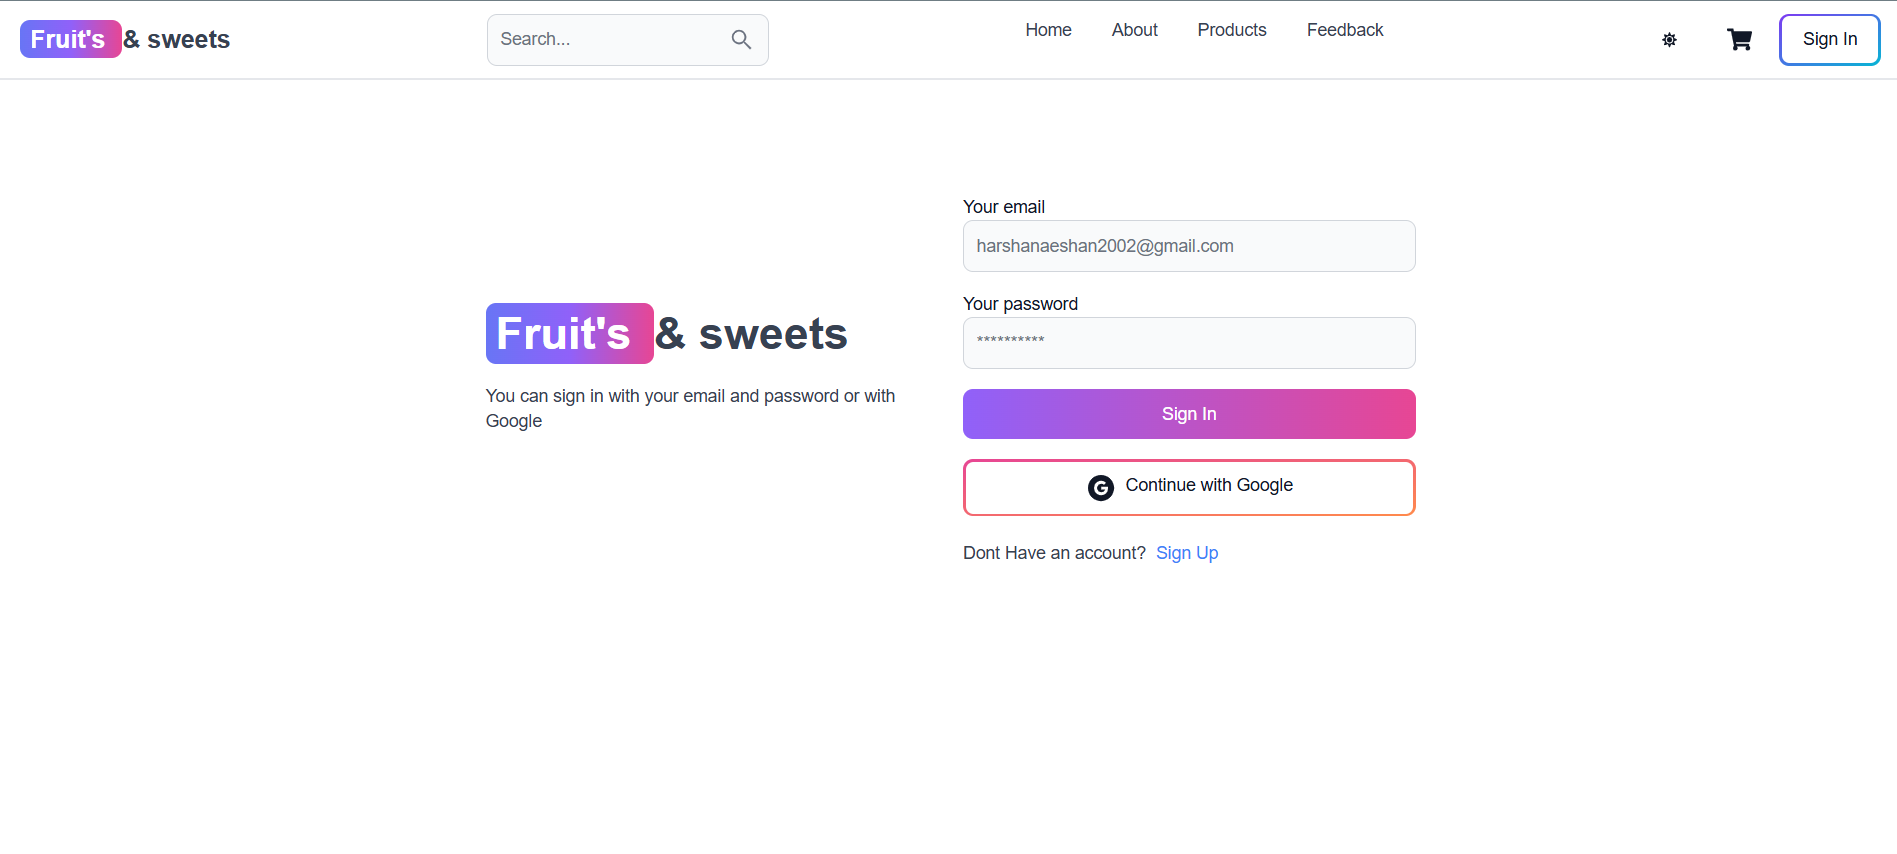 Fruit's & sweets
Search...
Home About Products Feedback
Sign In
Your email
harshanaeshan2002@gmail.com
Your password
**********
Fruit's & sweets
You can sign in with your email and password or with
Google
Sign In
G Continue with Google
Dont Have an account? Sign Up